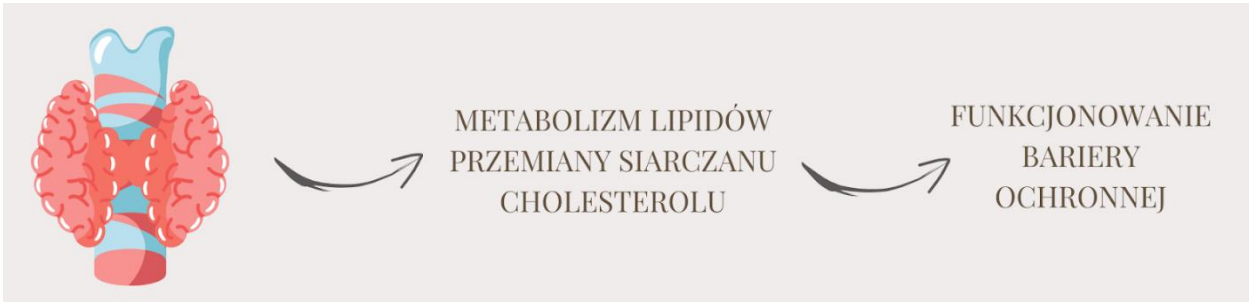 METABOLIZM LIPIDÓW
PRZEMIANY SIARCZANU
CHOLESTEROLU
FUNKCJONOWANIE
BARIERY
OCHRONNEJ